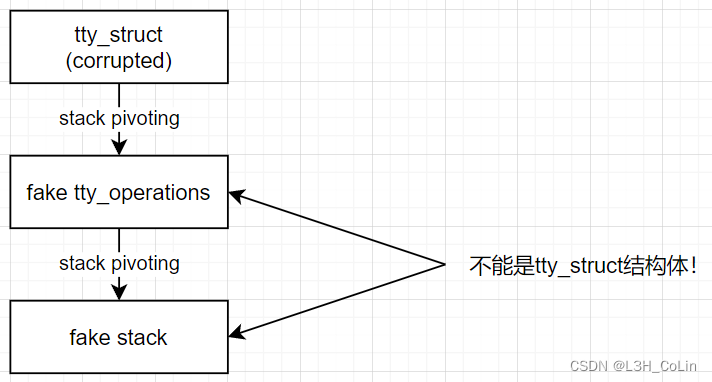 tty_struct
(corrupted)
stack pivoting
fake tty_operations
stack pivoting
不能是tty_struct结构体！
fake stack
CSDN @L3H_CoLin